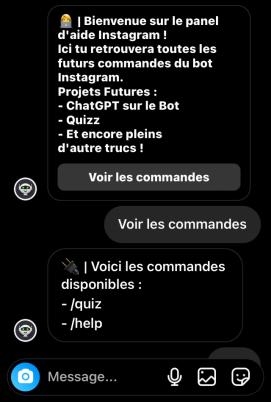 👷 | Bienvenue sur le panel
d'aide Instagram !
Ici tu retrouvera toutes les
futurs commandes du bot
Instagram.
Projets Futures :
- ChatGPT sur le Bot
- Quizz
- Et encore pleins
d'autre trucs !
Voir les commandes
Voir les commandes
🔌 | Voici les commandes
disponibles :
- /quiz
- /help
Message...